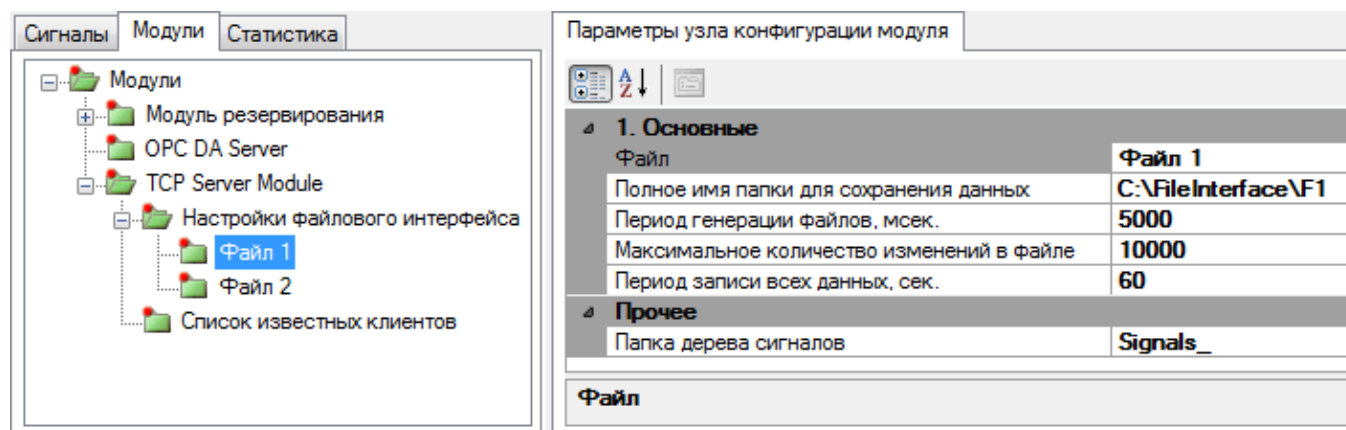 Сигналы Модули Статистика
Модули
Модуль резервирования
OPC DA Server
TCP Server Module
Настройки файлового интерфейса
Файл 1
Файл 2
Список известных клиентов
Параметры узла конфигурации модуля
1. Основные
Файл Файл 1
Полное имя папки для сохранения данных C:\FileInterface\F1
Период генерации файлов, мсек. 5000
Максимальное количество изменений в файле 10000
Период записи всех данных, сек. 60
Прочее
Папка дерева сигналов Signals_
Файл